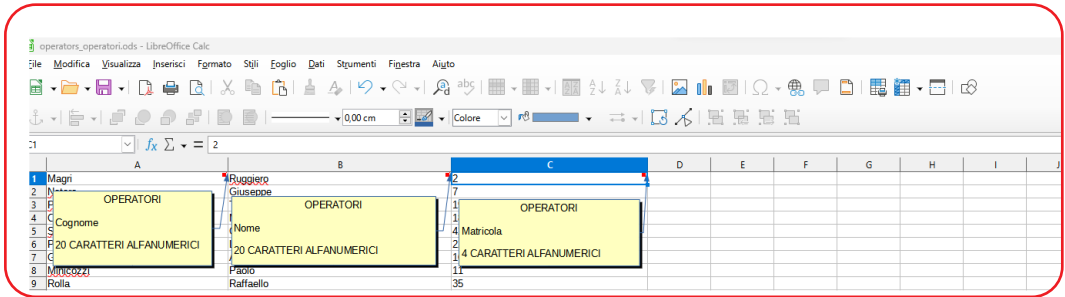 operators_operatori.ods - LibreOffice Calc
File Modifica Visualizza Inserisci Formato Stili Foglio Dati Strumenti Finestra Aiuto
0,00 cm Colore
C1 fx Σ = 2
A B C D E F G H I J
1 Magri Ruggiero 2
2 Giuseppe 7
3
4
5
6
7
8 Minicozzi Paolo 11
9 Rolla Raffaello 35
OPERATORI
Cognome
20 CARATTERI ALFANUMERICI
OPERATORI
Nome
20 CARATTERI ALFANUMERICI
OPERATORI
Matricola
4 CARATTERI ALFANUMERICI